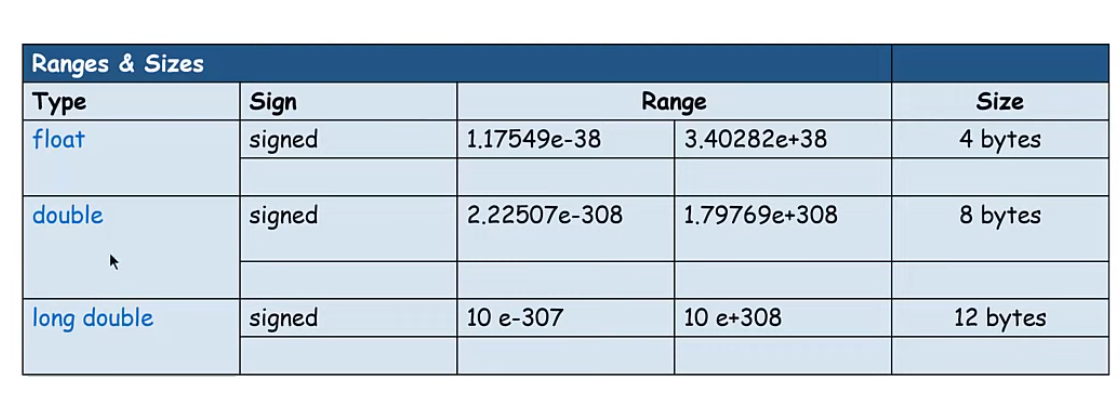 Ranges & Sizes
Type Sign Range Size
float signed 1.17549e-38 3.40282e+38 4 bytes
double signed 2.22507e-308 1.79769e+308 8 bytes
long double signed 10 e-307 10 e+308 12 bytes